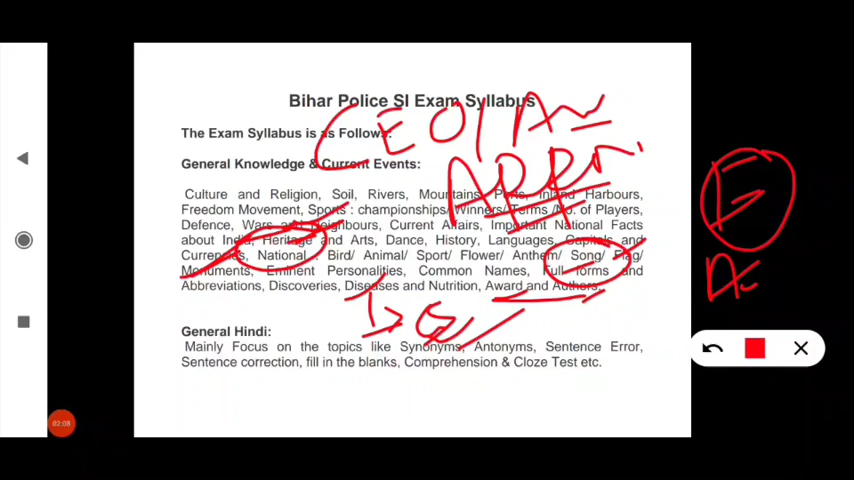 Bihar Police SI Exam Syllabus
The Exam Syllabus is as Follows:
General Knowledge & Current Events:
Culture and Religion, Soil, Rivers, Mountains, Ports, Inland Harbours,
Freedom Movement, Sports : championships/ Winners/ Terms /No. of Players,
Defence, Wars and Neighbours, Current Affairs, Important National Facts
about India, Heritage and Arts, Dance, History, Languages, Capitals and
Currencies, National : Bird/ Animal/ Sport/ Flower/ Anthem/ Song/ Flag/
Monuments, Eminent Personalities, Common Names, Full forms and
Abbreviations, Discoveries, Diseases and Nutrition, Award and Authors.
General Hindi:
Mainly Focus on the topics like Synonyms, Antonyms, Sentence Error,
Sentence correction, fill in the blanks, Comprehension & Cloze Test etc.
CEO
02:08